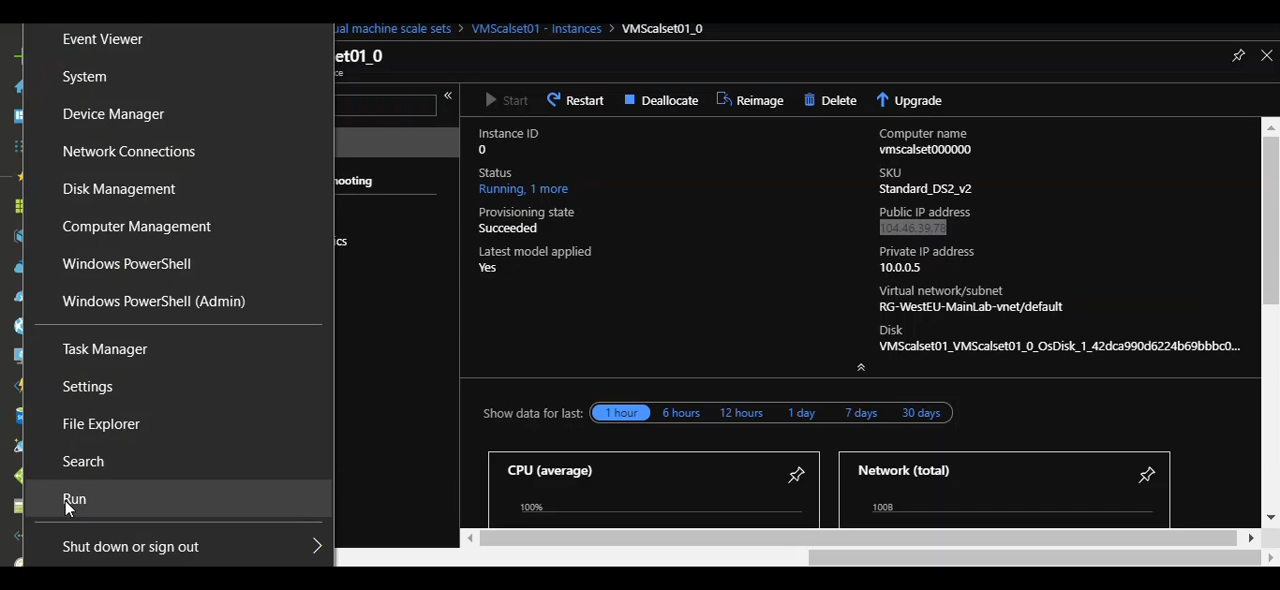 Event Viewer
System
Device Manager
Network Connections
Disk Management
Computer Management
Windows PowerShell
Windows PowerShell (Admin)
Task Manager
Settings
File Explorer
Search
Run
Shut down or sign out
ual machine scale sets > VMScalset01 - Instances > VMScalset01_0
et01_0
ce
«
hooting
ics
Start Restart Deallocate Reimage Delete Upgrade
Instance ID
0
Status
Running, 1 more
Provisioning state
Succeeded
Latest model applied
Yes
Computer name
vmscalset000000
SKU
Standard_DS2_v2
Public IP address
104.46.39.78
Private IP address
10.0.0.5
Virtual network/subnet
RG-WestEU-MainLab-vnet/default
Disk
VMScalset01_VMScalset01_0_OsDisk_1_42dca990d6224b69bbbc0...
Show data for last: 1 hour 6 hours 12 hours 1 day 7 days 30 days
CPU (average)
100%
Network (total)
100B